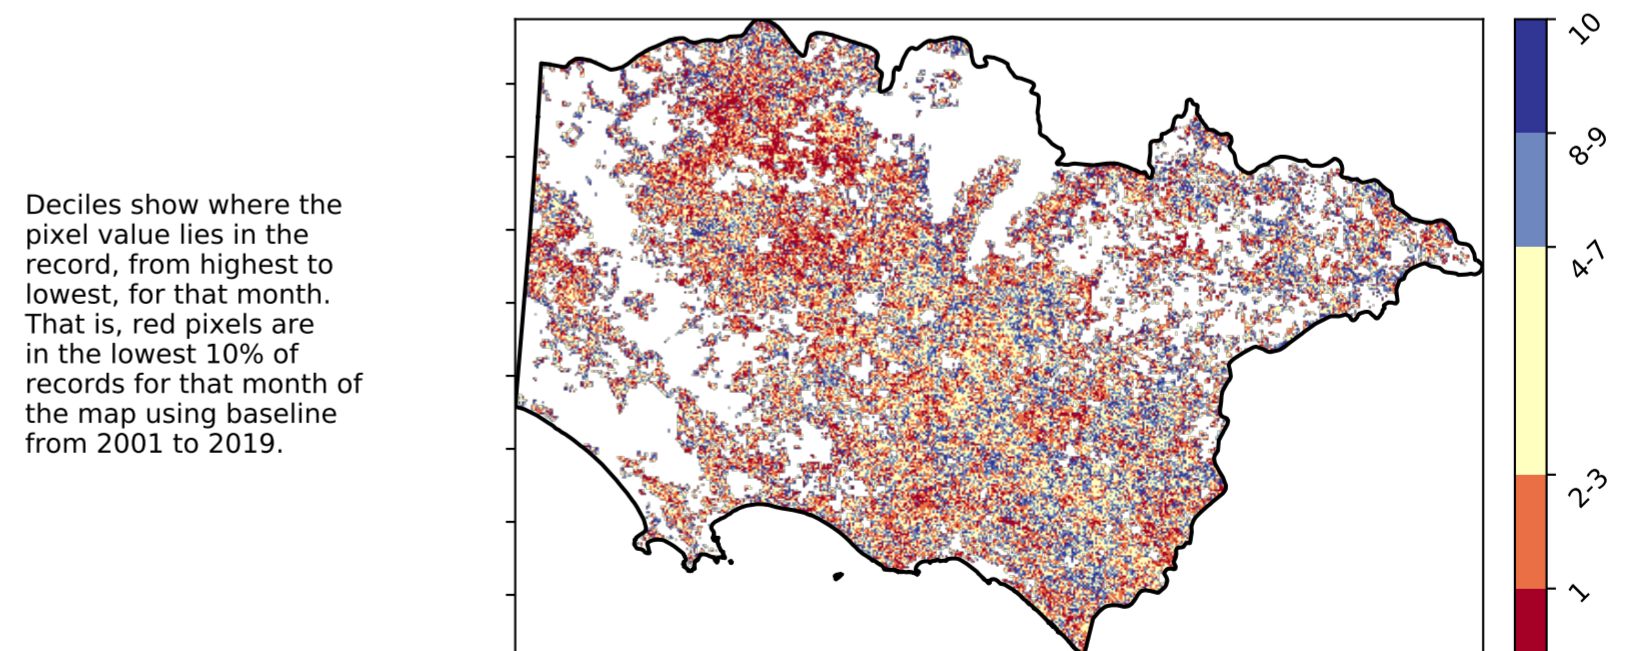 Deciles show where the
pixel value lies in the
record, from highest to
lowest, for that month.
That is, red pixels are
in the lowest 10% of
records for that month of
the map using baseline
from 2001 to 2019.
10
8-9
4-7
2-3
1